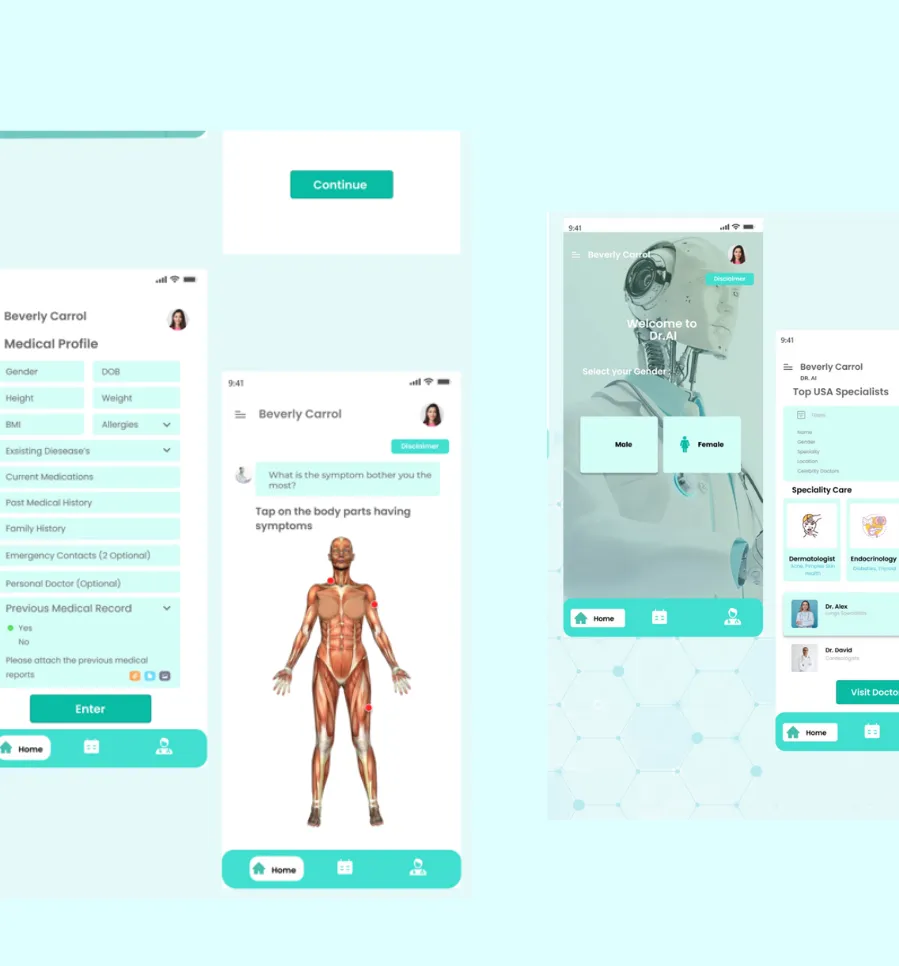 Continue
Beverly Carrol
Medical Profile
Gender
DOB
Height
Weight
BMI
Allergies
Exsisting Diesease's
Current Medications
Past Medical History
Family History
Emergency Contacts (2 Optional)
Personal Doctor (Optional)
Previous Medical Record
Yes
No
Please attach the previous medical
reports
Enter
Home
9:41
Beverly Carrol
Disclaimer
What is the symptom bother you the
most?
Tap on the body parts having
symptoms
Home
9:41
Beverly Carrol
Disclaimer
Welcome to
Dr.AI
Select your Gender :
Male
Female
Home
9:41
Beverly Carrol
DR. AI
Top USA Specialists
Name
Gender
Specialty
Location
Celebrity Doctors
Speciality Care
Dermatologist
Acne, Pimples Skin
Health
Endocrinology
Diabetes, Thyroid
Dr. Alex
Lungs Specialists
Dr. David
Cardiologists
Visit Docto
Home